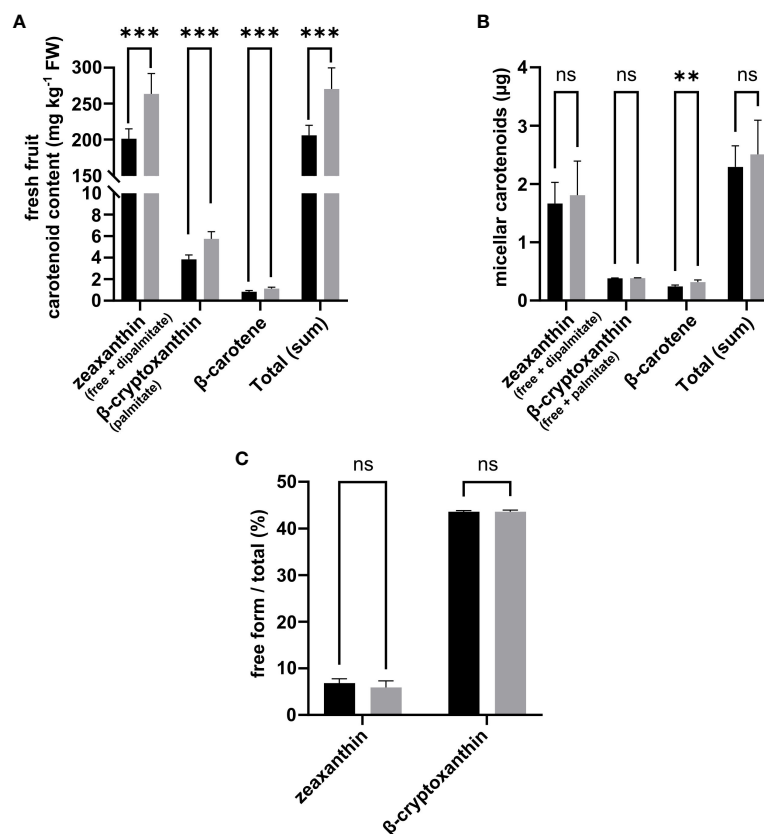 A
*** *** *** ***
fresh fruit
carotenoid content (mg kg-1 FW)
300
250
200
150
10
8
6
4
2
0
zeaxanthin
(free + dipalmitate)
β-cryptoxanthin
(palmitate)
β-carotene
Total (sum)
B
ns ns ** ns
micellar carotenoids (µg)
4
3
2
1
0
zeaxanthin
(free + dipalmitate)
β-cryptoxanthin
(free + palmitate)
β-carotene
Total (sum)
C
ns ns
free form / total (%)
50
40
30
20
10
0
zeaxanthin
β-cryptoxanthin